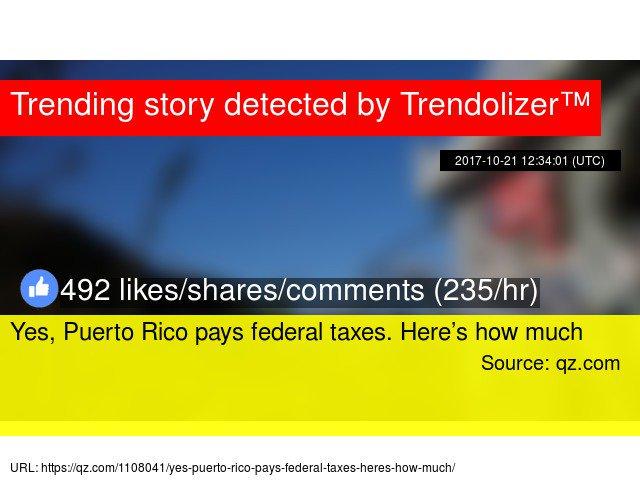 Trending story detected by Trendolizer™
2017-10-21 12:34:01 (UTC)
492 likes/shares/comments (235/hr)
Yes, Puerto Rico pays federal taxes. Here’s how much
Source: qz.com
URL: https://qz.com/1108041/yes-puerto-rico-pays-federal-taxes-heres-how-much/